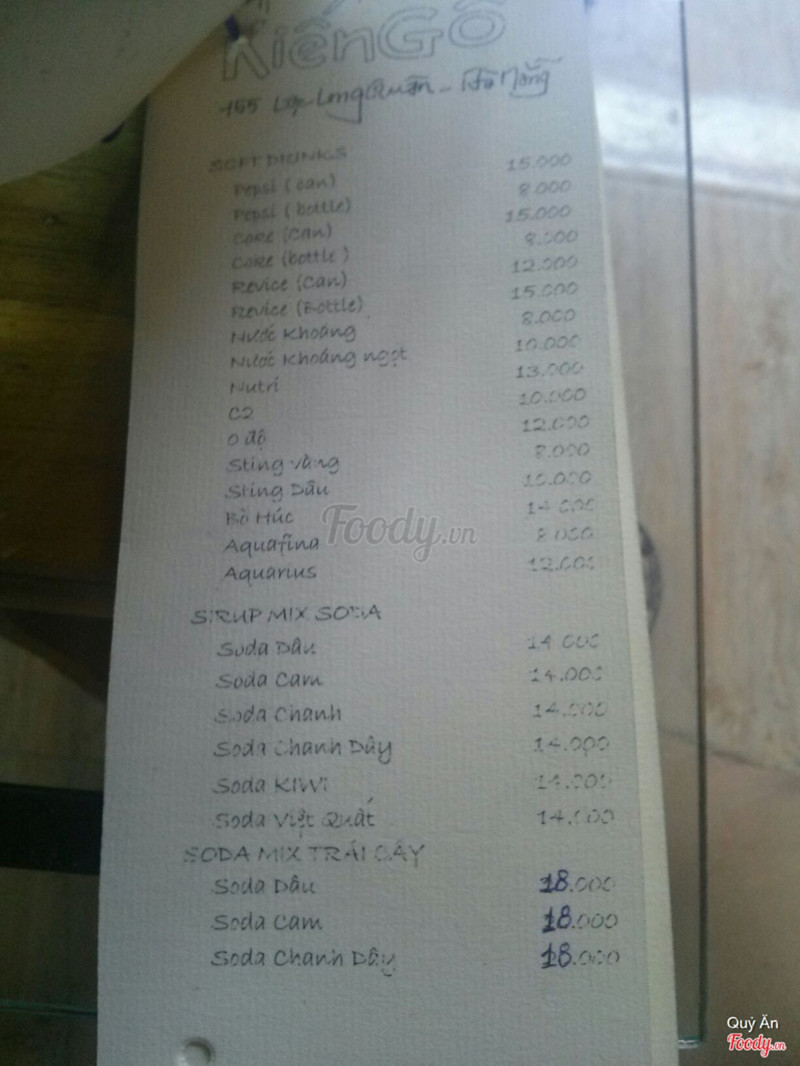 KiếnGỗ
465 Lạc Long Quân - Đà Nẵng
SOFT DRINKS
Pepsi (can) 15.000
Pepsi (bottle) 8.000
Coke (Can) 15.000
Coke (bottle) 8.000
Revice (Can) 12.000
Revice (Bottle) 15.000
Nước Khoáng 8.000
Nước Khoáng ngọt 10.000
Nutri 13.000
C2 10.000
O độ 12.000
Sting vàng 8.000
Sting Dâu 10.000
Bò Húc 14.000
Aquafina 8.000
Aquarius 12.000
SIRUP MIX SODA
Soda Dâu 14.000
Soda Cam 14.000
Soda Chanh 14.000
Soda Chanh Dây 14.000
Soda KIWI 14.000
Soda Việt Quất 14.000
SODA MIX TRÁI CÂY
Soda Dâu 18.000
Soda Cam 18.000
Soda Chanh Dây 18.000
Foody.vn
Quỷ Ăn
Foody.vn